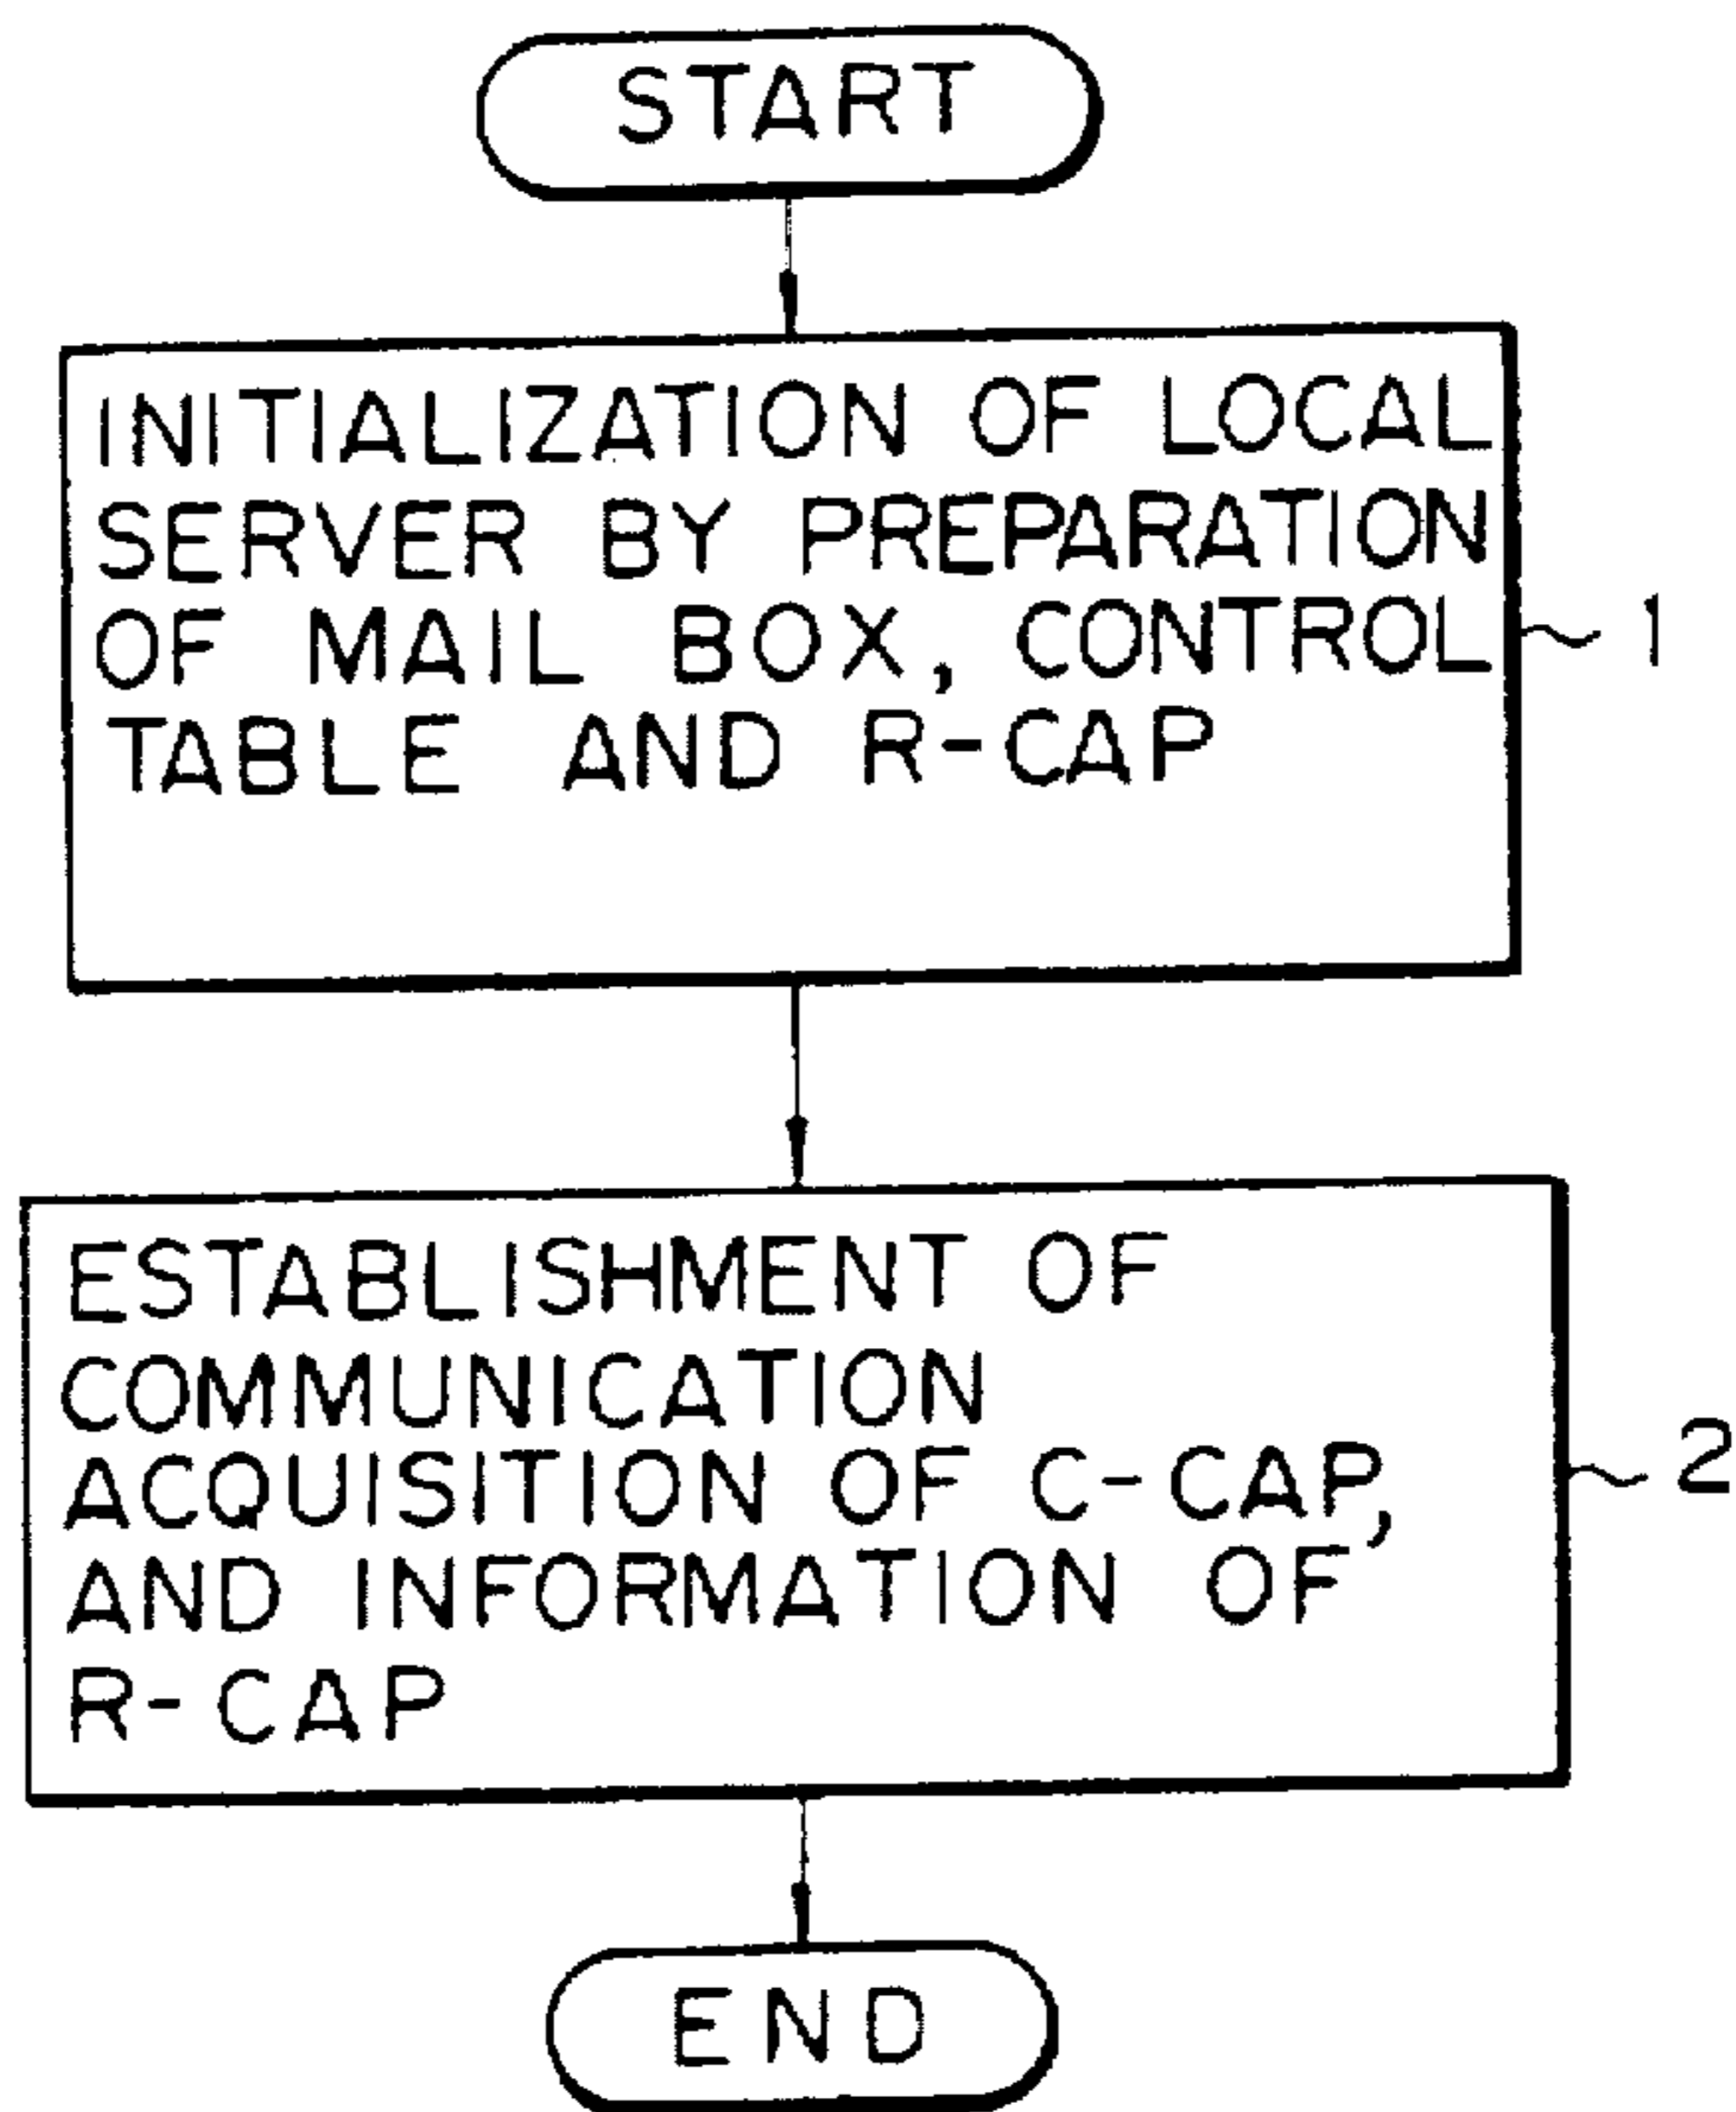 START
INITIALIZATION OF LOCAL
SERVER BY PREPARATION
OF MAIL BOX, CONTROL
TABLE AND R-CAP
1
ESTABLISHMENT OF
COMMUNICATION
ACQUISITION OF C-CAP,
AND INFORMATION OF
R-CAP
2
END